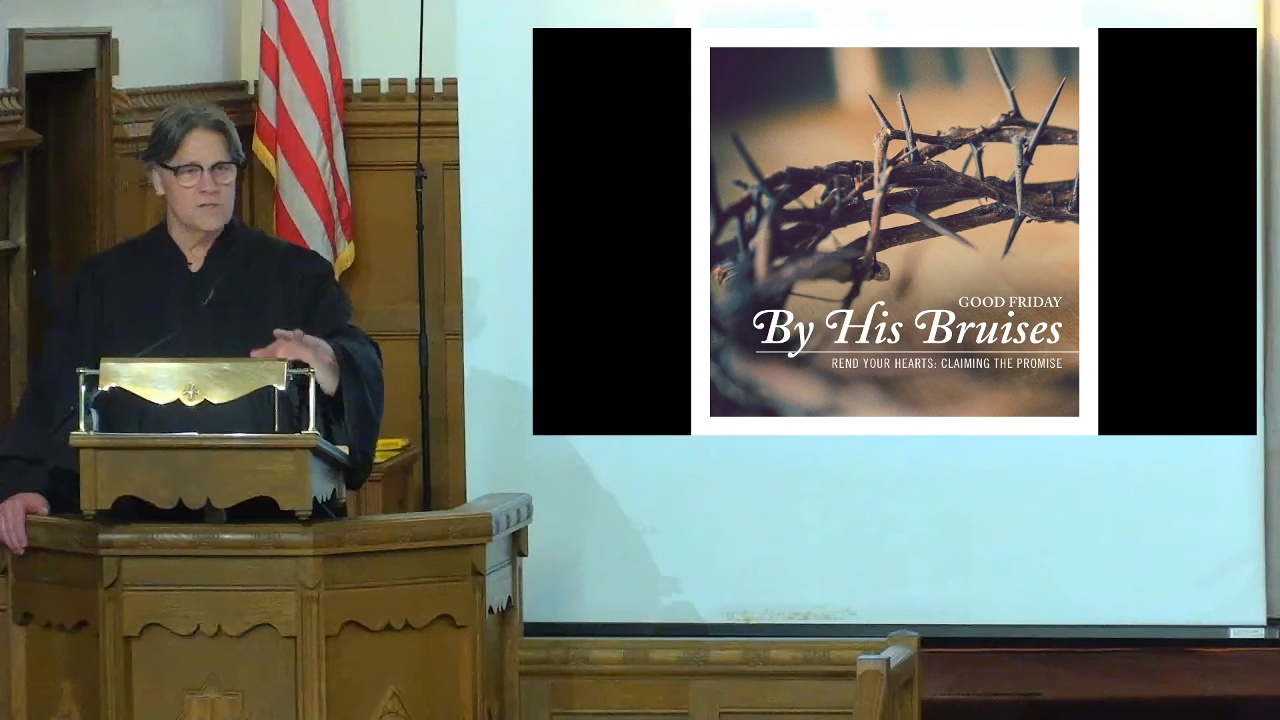 GOOD FRIDAY
By His Bruises
REND YOUR HEARTS: CLAIMING THE PROMISE